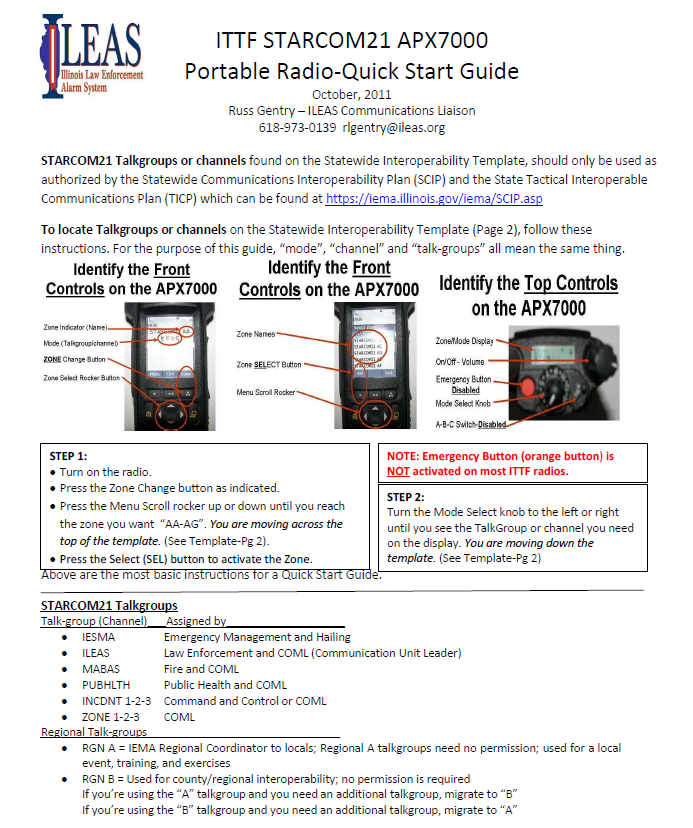 ILEAS
Illinois Law Enforcement
Alarm System
ITTF STARCOM21 APX7000
Portable Radio-Quick Start Guide
October, 2011
Russ Gentry – ILEAS Communications Liaison
618-973-0139 rlgentry@ileas.org
STARCOM21 Talkgroups or channels found on the Statewide Interoperability Template, should only be used as
authorized by the Statewide Communications Interoperability Plan (SCIP) and the State Tactical Interoperable
Communications Plan (TICP) which can be found at https://iema.illinois.gov/iema/SCIP.asp
To locate Talkgroups or channels on the Statewide Interoperability Template (Page 2), follow these
instructions. For the purpose of this guide, “mode”, “channel” and “talk-groups” all mean the same thing.
Identify the Front
Controls on the APX7000
Zone Indicator (Name)
Mode (Talkgroup/channel)
ZONE Change Button
Zone Select Rocker Button
STARCOM AA
ILEAS
Identify the Front
Controls on the APX7000
Zone Names
Zone SELECT Button
Menu Scroll Rocker
Identify the Top Controls
on the APX7000
Zone/Mode Display
On/Off - Volume
Emergency Button
Disabled
Mode Select Knob
A-B-C Switch-Disabled
STEP 1:
• Turn on the radio.
• Press the Zone Change button as indicated.
• Press the Menu Scroll rocker up or down until you reach
the zone you want “AA-AG”. You are moving across the
top of the template. (See Template-Pg 2).
• Press the Select (SEL) button to activate the Zone.
NOTE: Emergency Button (orange button) is
NOT activated on most ITTF radios.
STEP 2:
Turn the Mode Select knob to the left or right
until you see the TalkGroup or channel you need
on the display. You are moving down the
template. (See Template-Pg 2)
Above are the most basic instructions for a Quick Start Guide.
STARCOM21 Talkgroups
Talk-group (Channel) Assigned by
• IESMA Emergency Management and Hailing
• ILEAS Law Enforcement and COML (Communication Unit Leader)
• MABAS Fire and COML
• PUBHLTH Public Health and COML
• INCDNT 1-2-3 Command and Control or COML
• ZONE 1-2-3 COML
Regional Talk-groups
• RGN A = IEMA Regional Coordinator to locals; Regional A talkgroups need no permission; used for a local
event, training, and exercises
• RGN B = Used for county/regional interoperability; no permission is required
If you’re using the “A” talkgroup and you need an additional talkgroup, migrate to “B”
If you’re using the “B” talkgroup and you need an additional talkgroup, migrate to “A”